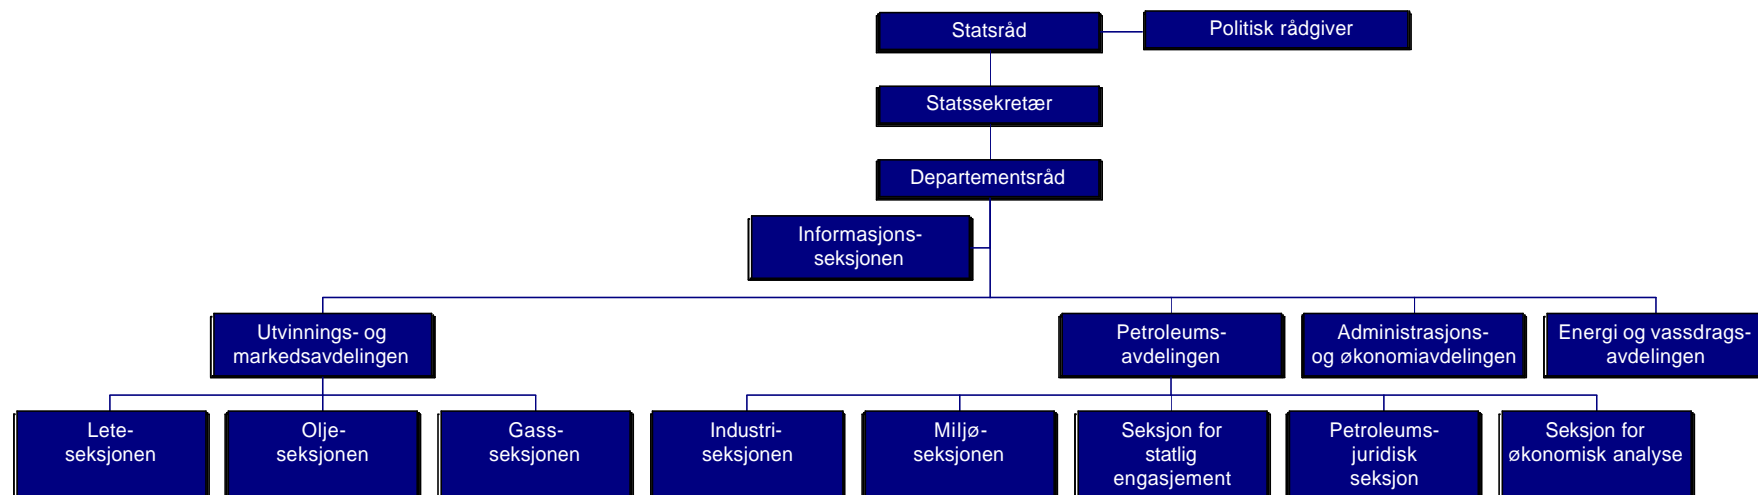 Statsråd
Politisk rådgiver
Statssekretær
Departementsråd
Informasjons-
seksjonen
Utvinnings- og
markedsavdelingen
Petroleums-
avdelingen
Administrasjons-
og økonomiavdelingen
Energi og vassdrags-
avdelingen
Lete-
seksjonen
Olje-
seksjonen
Gass-
seksjonen
Industri-
seksjonen
Miljø-
seksjonen
Seksjon for
statlig
engasjement
Petroleums-
juridisk
seksjon
Seksjon for
økonomisk analyse